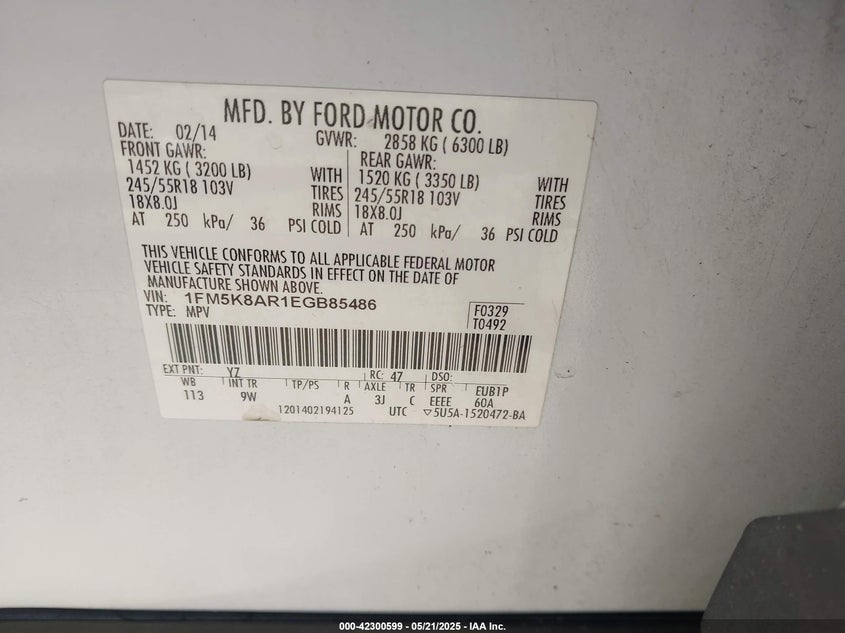 MFD. BY FORD MOTOR CO.
DATE: 02/14 GVWR: 2858 KG ( 6300 LB)
FRONT GAWR: REAR GAWR:
1452 KG ( 3200 LB) WITH 1520 KG ( 3350 LB) WITH
245/55R18 103V TIRES 245/55R18 103V TIRES
18X8.0J RIMS 18X8.0J RIMS
AT 250 kPa/ 36 PSI COLD AT 250 kPa/ 36 PSI COLD
THIS VEHICLE CONFORMS TO ALL APPLICABLE FEDERAL MOTOR
VEHICLE SAFETY STANDARDS IN EFFECT ON THE DATE OF
MANUFACTURE SHOWN ABOVE.
VIN: 1FM5K8AR1EGB85486 F0329
TYPE: MPV T0492
EXT PNT: YZ RC: 47 DSO:
WB INT TR TP/PS R AXLE TR SPR EUB1P
113 9W A 3J C EEEE 60A
1201402194125 UTC ▽5U5A-1520472-BA
000-42300599 — 05/21/2025 — IAA Inc.